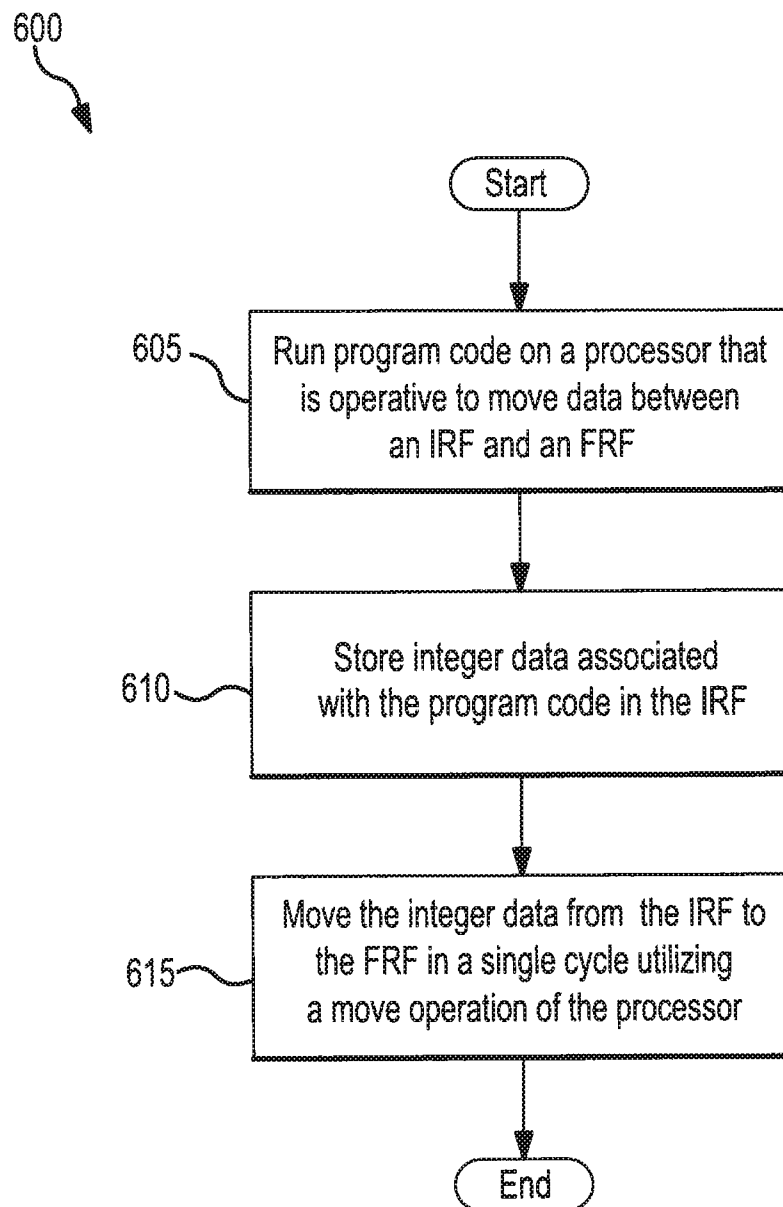 600
Start
605
Run program code on a processor that
is operative to move data between
an IRF and an FRF
610
Store integer data associated
with the program code in the IRF
615
Move the integer data from the IRF to
the FRF in a single cycle utilizing
a move operation of the processor
End